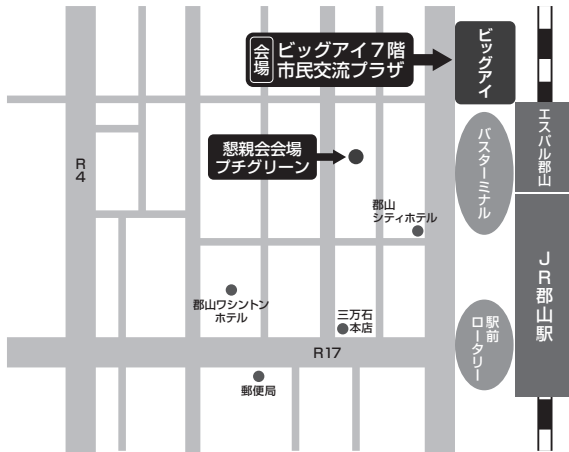 会場
ビッグアイ７階
市民交流プラザ
ビッグアイ
エスパル郡山
バスターミナル
懇親会会場
プチグリーン
R4
郡山
シティホテル
JR郡山駅
郡山ワシントン
ホテル
三万石
本店
駅前
ロータリー
R17
郵便局